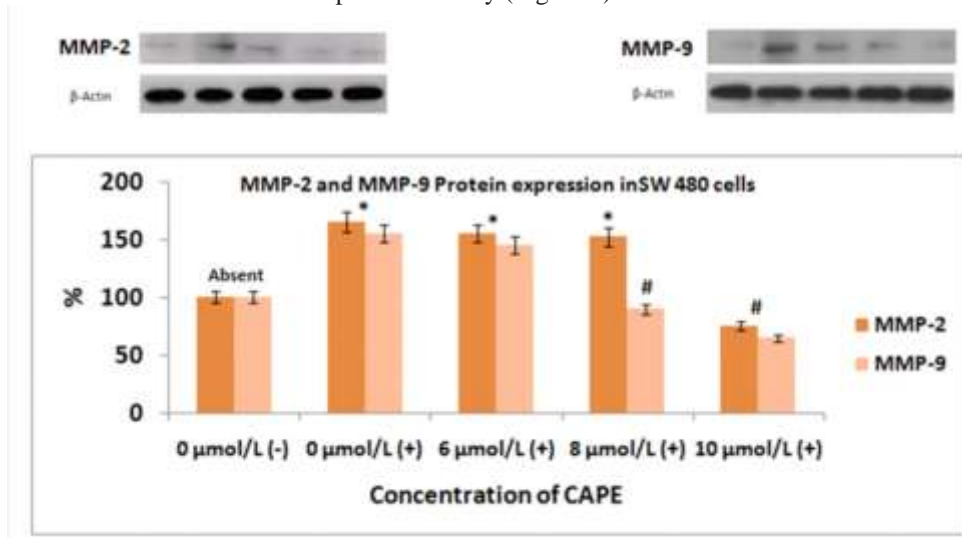 MMP-2
β-Actin
MMP-9
β-Actin
MMP-2 and MMP-9 Protein expression inSW 480 cells
200
150
100
50
0
%
Absent
*
*
*
#
#
MMP-2
MMP-9
0 µmol/L (-) 0 µmol/L (+) 6 µmol/L (+) 8 µmol/L (+) 10 µmol/L (+)
Concentration of CAPE